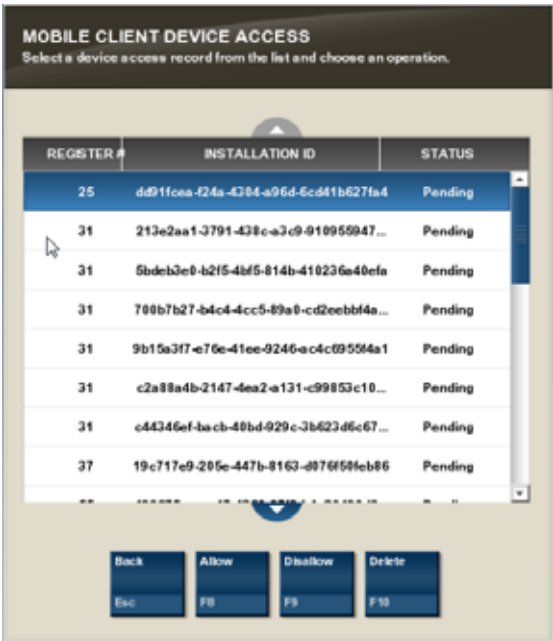 MOBILE CLIENT DEVICE ACCESS
Select a device access record from the list and choose an operation.
REGISTER # INSTALLATION ID STATUS
25 dd91fcea-f24a-4304-a96d-6cd41b627fa4 Pending
31 213e2aa1-3791-438c-a3c9-910955947... Pending
31 5bdeb3e0-b2f5-4bf5-814b-410236a40efa Pending
31 700b7b27-b4c4-4cc5-89a0-cd2eebbf4a... Pending
31 9b15a3f7-e76e-41ee-9246-ac4c6955f4a1 Pending
31 c2a88a4b-2147-4ea2-a131-c99853c10... Pending
31 c44346ef-bacb-40bd-929c-3b623d6c67... Pending
37 19c717e9-205e-447b-8163-d076f50feb86 Pending
Back Allow Disallow Delete
Esc F8 F9 F10